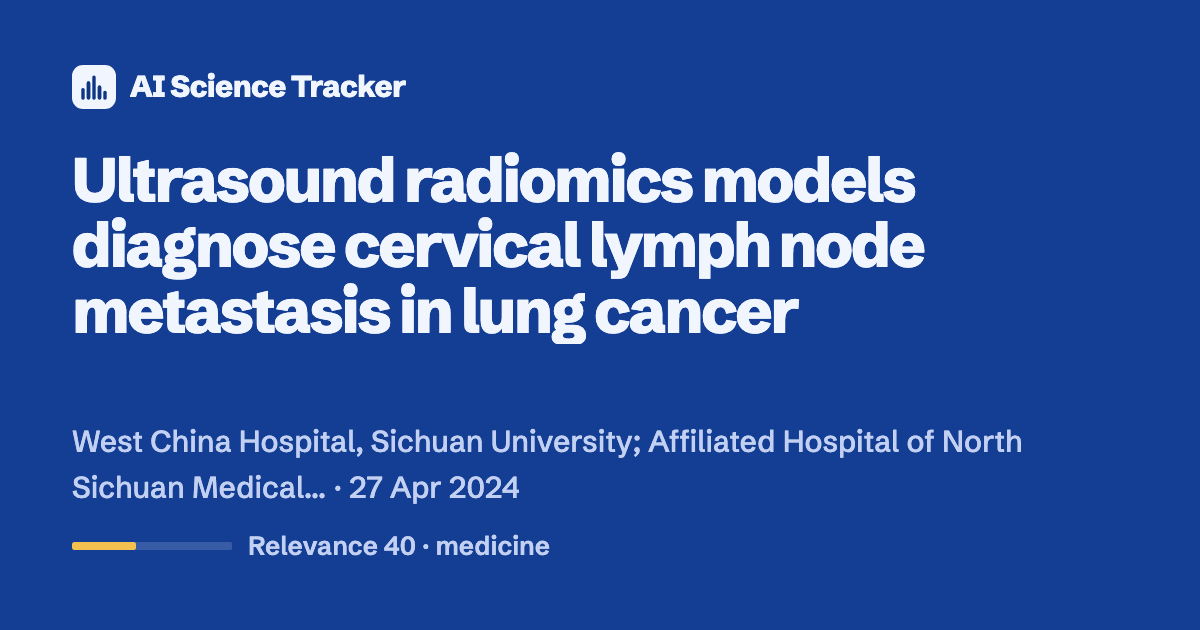 AI Science Tracker
Ultrasound radiomics models
diagnose cervical lymph node
metastasis in lung cancer
West China Hospital, Sichuan University; Affiliated Hospital of North
Sichuan Medical... · 27 Apr 2024
Relevance 40 · medicine